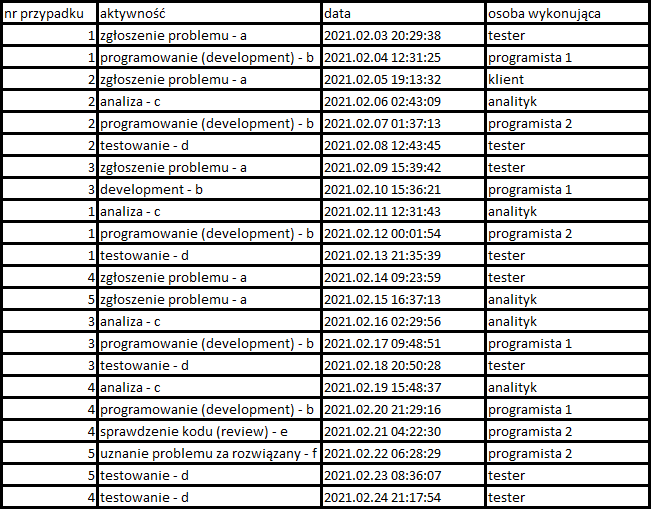 nr przypadku aktywność data osoba wykonująca
1 zgłoszenie problemu - a 2021.02.03 20:29:38 tester
1 programowanie (development) - b 2021.02.04 12:31:25 programista 1
2 zgłoszenie problemu - a 2021.02.05 19:13:32 klient
2 analiza - c 2021.02.06 02:43:09 analityk
2 programowanie (development) - b 2021.02.07 01:37:13 programista 2
2 testowanie - d 2021.02.08 12:43:45 tester
3 zgłoszenie problemu - a 2021.02.09 15:39:42 tester
3 development - b 2021.02.10 15:36:21 programista 1
1 analiza - c 2021.02.11 12:31:43 analityk
1 programowanie (development) - b 2021.02.12 00:01:54 programista 2
1 testowanie - d 2021.02.13 21:35:39 tester
4 zgłoszenie problemu - a 2021.02.14 09:23:59 tester
5 zgłoszenie problemu - a 2021.02.15 16:37:13 analityk
3 analiza - c 2021.02.16 02:29:56 analityk
3 programowanie (development) - b 2021.02.17 09:48:51 programista 1
3 testowanie - d 2021.02.18 20:50:28 tester
4 analiza - c 2021.02.19 15:48:37 analityk
4 programowanie (development) - b 2021.02.20 21:29:16 programista 1
4 sprawdzenie kodu (review) - e 2021.02.21 04:22:30 programista 2
5 uznanie problemu za rozwiązany - f 2021.02.22 06:28:29 programista 2
5 testowanie - d 2021.02.23 08:36:07 tester
4 testowanie - d 2021.02.24 21:17:54 tester